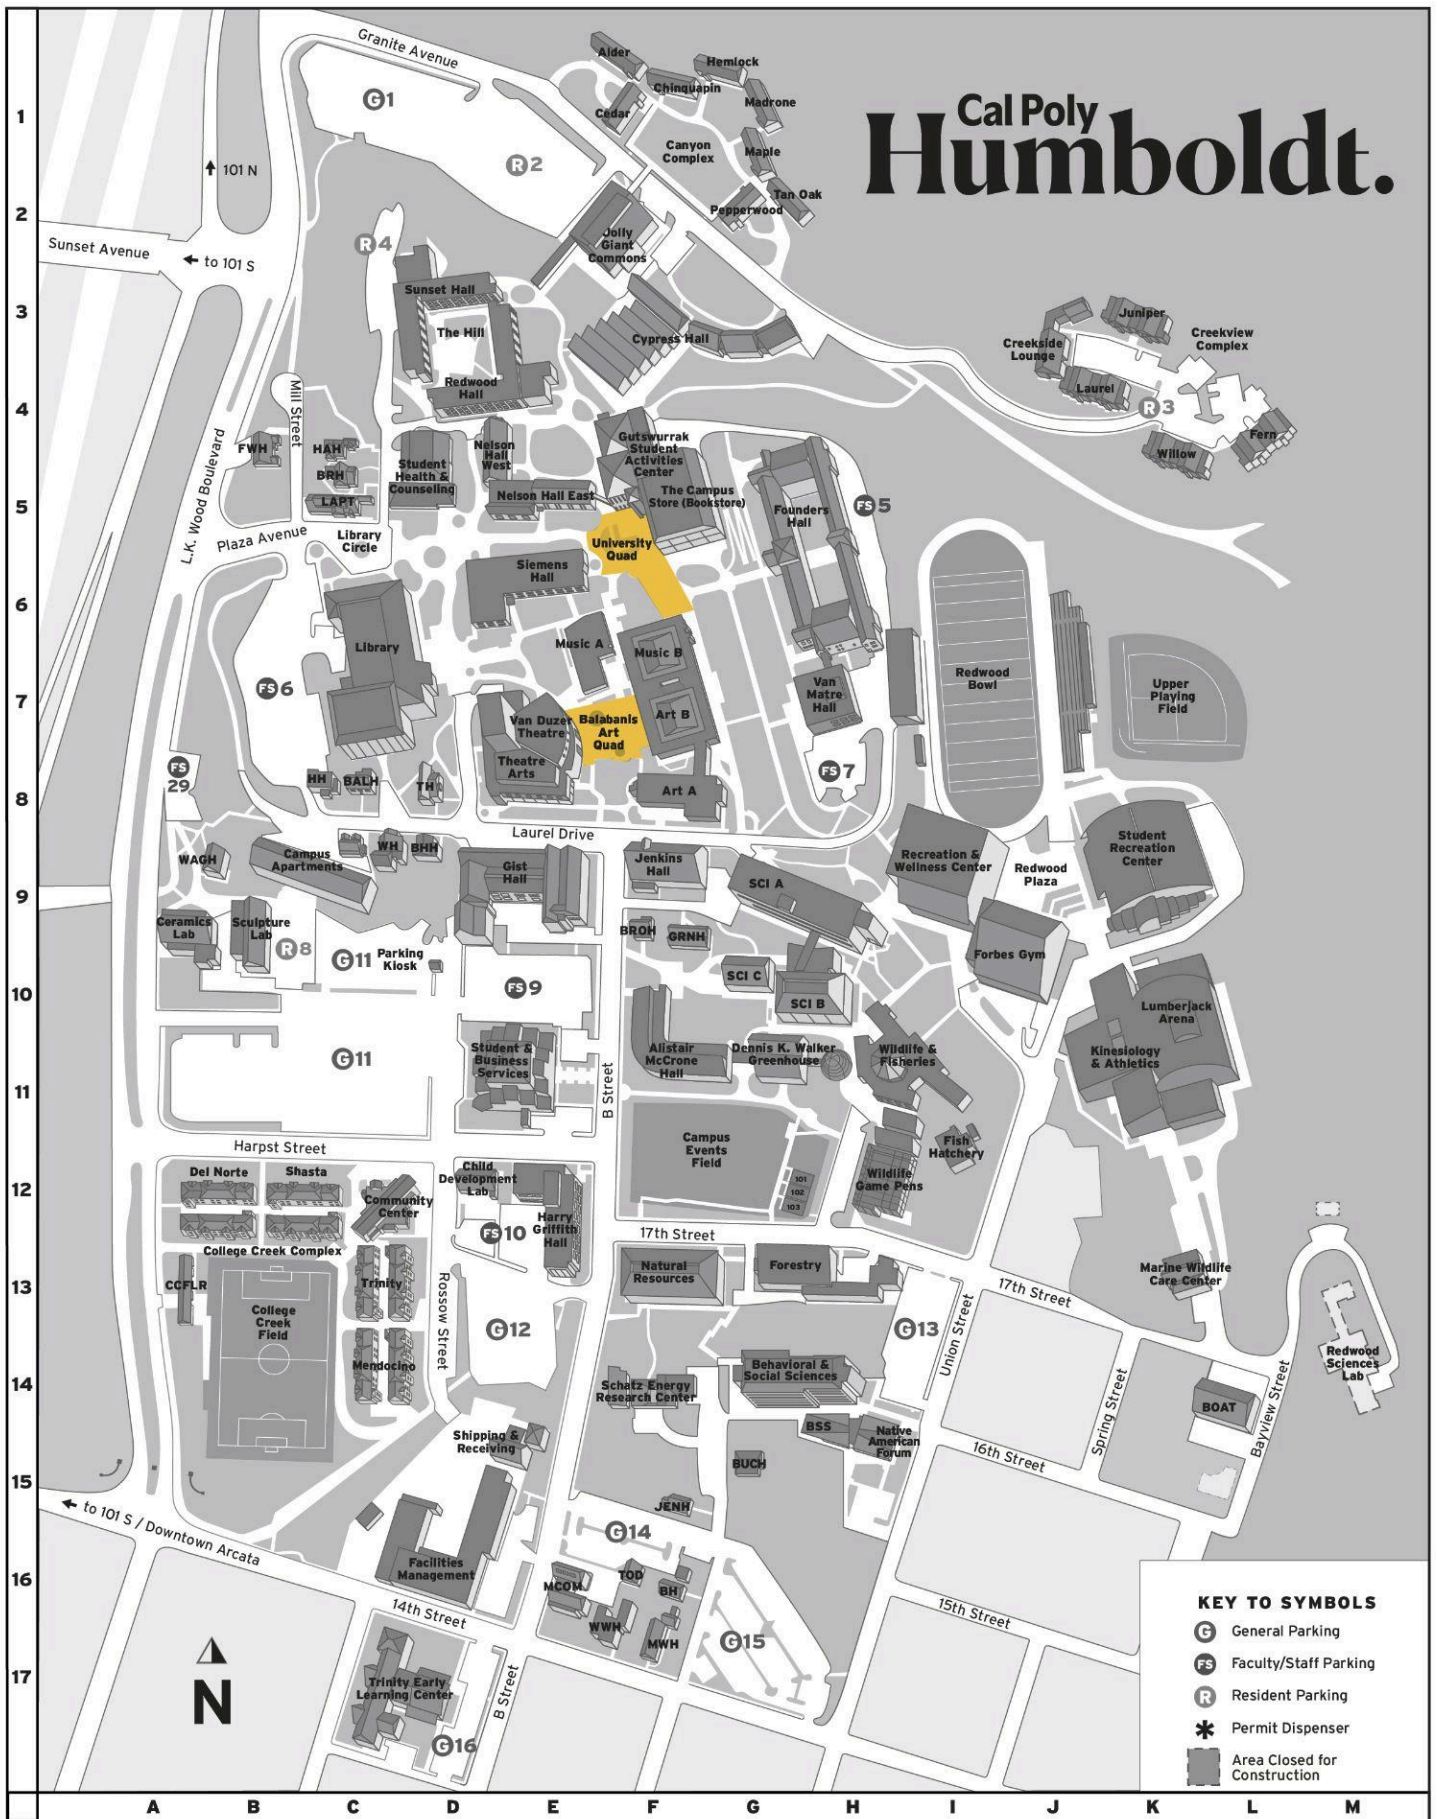 Cal Poly
Humboldt.
Granite Avenue
G1
R2
Alder
Hemlock
Chinquapin
Cedar
Madrone
Canyon
Complex
Maple
Tan Oak
Pepperwood
101 N
Sunset Avenue
to 101 S
R4
Jolly
Giant
Commons
Sunset Hall
The Hill
Redwood
Hall
Cypress Hall
Juniper
Creekside
Lounge
Creekview
Complex
Laurel
R3
Fern
Willow
Mill Street
L.K. Wood Boulevard
FWH
HAH
BRH
LAPT
Student
Health &
Counseling
Nelson
Hall
West
Nelson Hall East
Gutswurrak
Student
Activities
Center
The Campus
Store (Bookstore)
Founders
Hall
FS5
Plaza Avenue
Library
Circle
University
Quad
Siemens
Hall
Library
Music A
Music B
FS6
Van
Matre
Hall
Redwood
Bowl
Upper
Playing
Field
Van Duzer
Theatre
Balabanis
Art
Quad
Art B
Theatre
Arts
FS
29
HH
BALH
TH
Art A
FS7
Laurel Drive
WAGH
Campus
Apartments
WH
BHH
Gist
Hall
Jenkins
Hall
SCI A
Recreation &
Wellness Center
Redwood
Plaza
Student
Recreation
Center
Ceramics
Lab
Sculpture
Lab
R8
G11
Parking
Kiosk
BROH
GRNH
Forbes Gym
SCI C
SCI B
FS9
Lumberjack
Arena
Kinesiology
& Athletics
G11
Student &
Business
Services
B Street
Alistair
McCrone
Hall
Dennis K. Walker
Greenhouse
Wildlife &
Fisheries
Harpst Street
Campus
Events
Field
Fish
Hatchery
Wildlife
Game Pens
101
102
103
Del Norte
Shasta
Community
Center
Child
Development
Lab
FS10
Harry
Griffith
Hall
17th Street
College Creek Complex
CCFLR
College
Creek
Field
Trinity
Rossow Street
Natural
Resources
Forestry
17th Street
Marine Wildlife
Care Center
G12
G13
Union Street
Mendocino
Schatz Energy
Research Center
Behavioral &
Social Sciences
Spring Street
BOAT
Bayview Street
Redwood
Sciences
Lab
Shipping &
Receiving
BSS
Native
American
Forum
16th Street
BUCH
JENH
to 101 S / Downtown Arcata
G14
Facilities
Management
MCOM
TOD
BH
WWH
MWH
G15
15th Street
14th Street
N
Trinity Early
Learning Center
B Street
G16
KEY TO SYMBOLS
G General Parking
FS Faculty/Staff Parking
R Resident Parking
* Permit Dispenser
Area Closed for
Construction
1
2
3
4
5
6
7
8
9
10
11
12
13
14
15
16
17
A B C D E F G H I J K L M